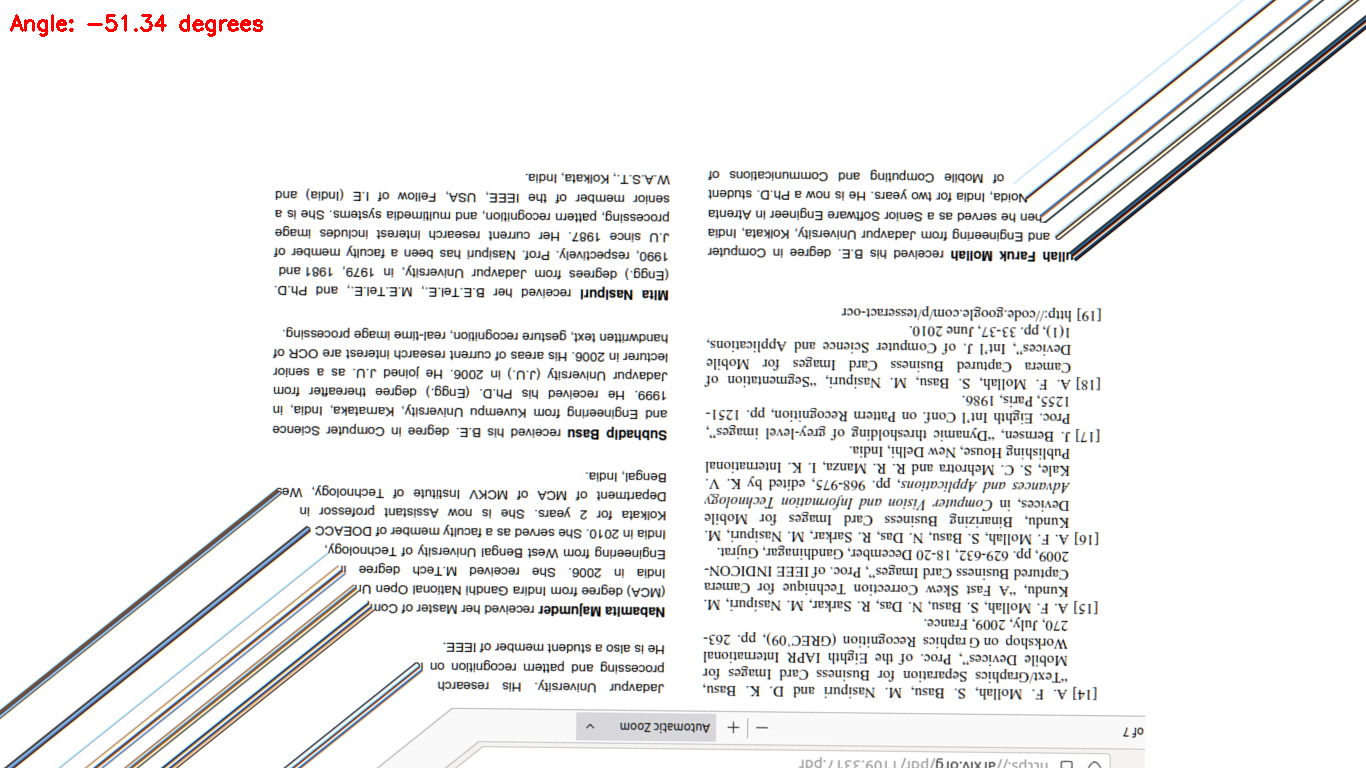 Angle: −51.34 degrees
https://arxiv.org/pdf/1109.3317.pdf
of 7 − + Automatic Zoom
[14] A. F. Mollah, S. Basu, M. Nasipuri and D. K. Basu,
"Text/Graphics Separation for Business Card Images for
Mobile Devices", Proc. of the Eighth IAPR International
Workshop on Graphics Recognition (GREC'09), pp. 263-
270, July, 2009, France.
[15] A. F. Mollah, S. Basu, N. Das, R. Sarkar, M. Nasipuri, M.
Kundu, "A Fast Skew Correction Technique for Camera
Captured Business Card Images", Proc. of IEEE INDICON-
2009, pp. 629-632, 18-20 December, Gandhinagar, Gujrat.
[16] A. F. Mollah, S. Basu, N. Das, R. Sarkar, M. Nasipuri, M.
Kundu, Binarizing Business Card Images for Mobile
Devices, in Computer Vision and Information Technology
Advances and Applications, pp. 968-975, edited by K. V.
Kale, S. C. Mehrotra and R. R. Manza, I. K. International
Publishing House, New Delhi, India.
[17] J. Bernsen, "Dynamic thresholding of grey-level images",
Proc. Eighth Int'l Conf. on Pattern Recognition, pp. 1251-
1255, Paris, 1986.
[18] A. F. Mollah, S. Basu, M. Nasipuri, "Segmentation of
Camera Captured Business Card Images for Mobile
Devices", Int'l J. of Computer Science and Applications,
1(1), pp. 33-37, June 2010.
[19] http://code.google.com/p/tesseract-ocr
ullah Faruk Mollah received his B.E. degree in Computer
and Engineering from Jadavpur University, Kolkata, India
hen he served as a Senior Software Engineer in Atrenta
Noida, India for two years. He is now a Ph.D. student
of Mobile Computing and Communications of
Jadavpur University. His research
processing and pattern recognition on
He is also a student member of IEEE.
Nabamita Majumder received her Master of Com
(MCA) degree from Indira Gandhi National Open Un
India in 2006. She received M.Tech degree i
Engineering from West Bengal University of Technology,
India in 2010. She served as a faculty member of DOEACC
Kolkata for 2 years. She is now Assistant professor in
Department of MCA of MCKV Institute of Technology, Wes
Bengal, India.
Subhadip Basu received his B.E. degree in Computer Science
and Engineering from Kuvempu University, Karnataka, India, in
1999. He received his Ph.D. (Engg.) degree thereafter from
Jadavpur University (J.U.) in 2006. He joined J.U. as a senior
lecturer in 2006. His areas of current research interest are OCR of
handwritten text, gesture recognition, real-time image processing.
Mita Nasipuri received her B.E.Tel.E., M.E.Tel.E., and Ph.D.
(Engg.) degrees from Jadavpur University, in 1979, 1981 and
1990, respectively. Prof. Nasipuri has been a faculty member of
J.U since 1987. Her current research interest includes image
processing, pattern recognition, and multimedia systems. She is a
senior member of the IEEE, USA, Fellow of I.E (India) and
W.A.S.T., Kolkata, India.